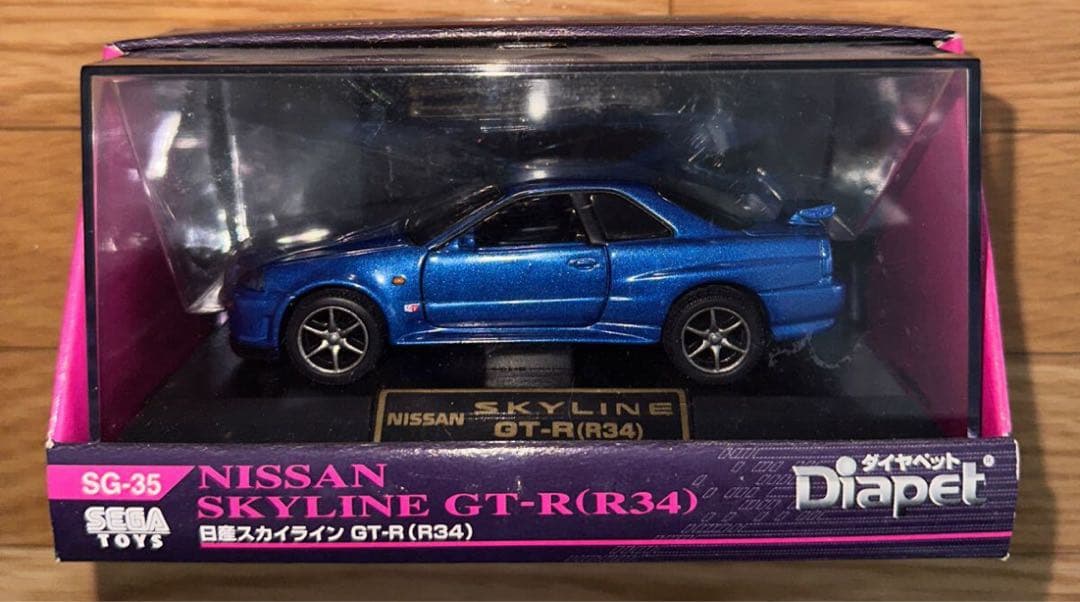 NISSAN SKYLINE
GT-R(R34)
SG-35
NISSAN
SKYLINE GT-R(R34)
日産スカイライン GT-R(R34)
SEGA
TOYS
ダイヤペット
Diapet